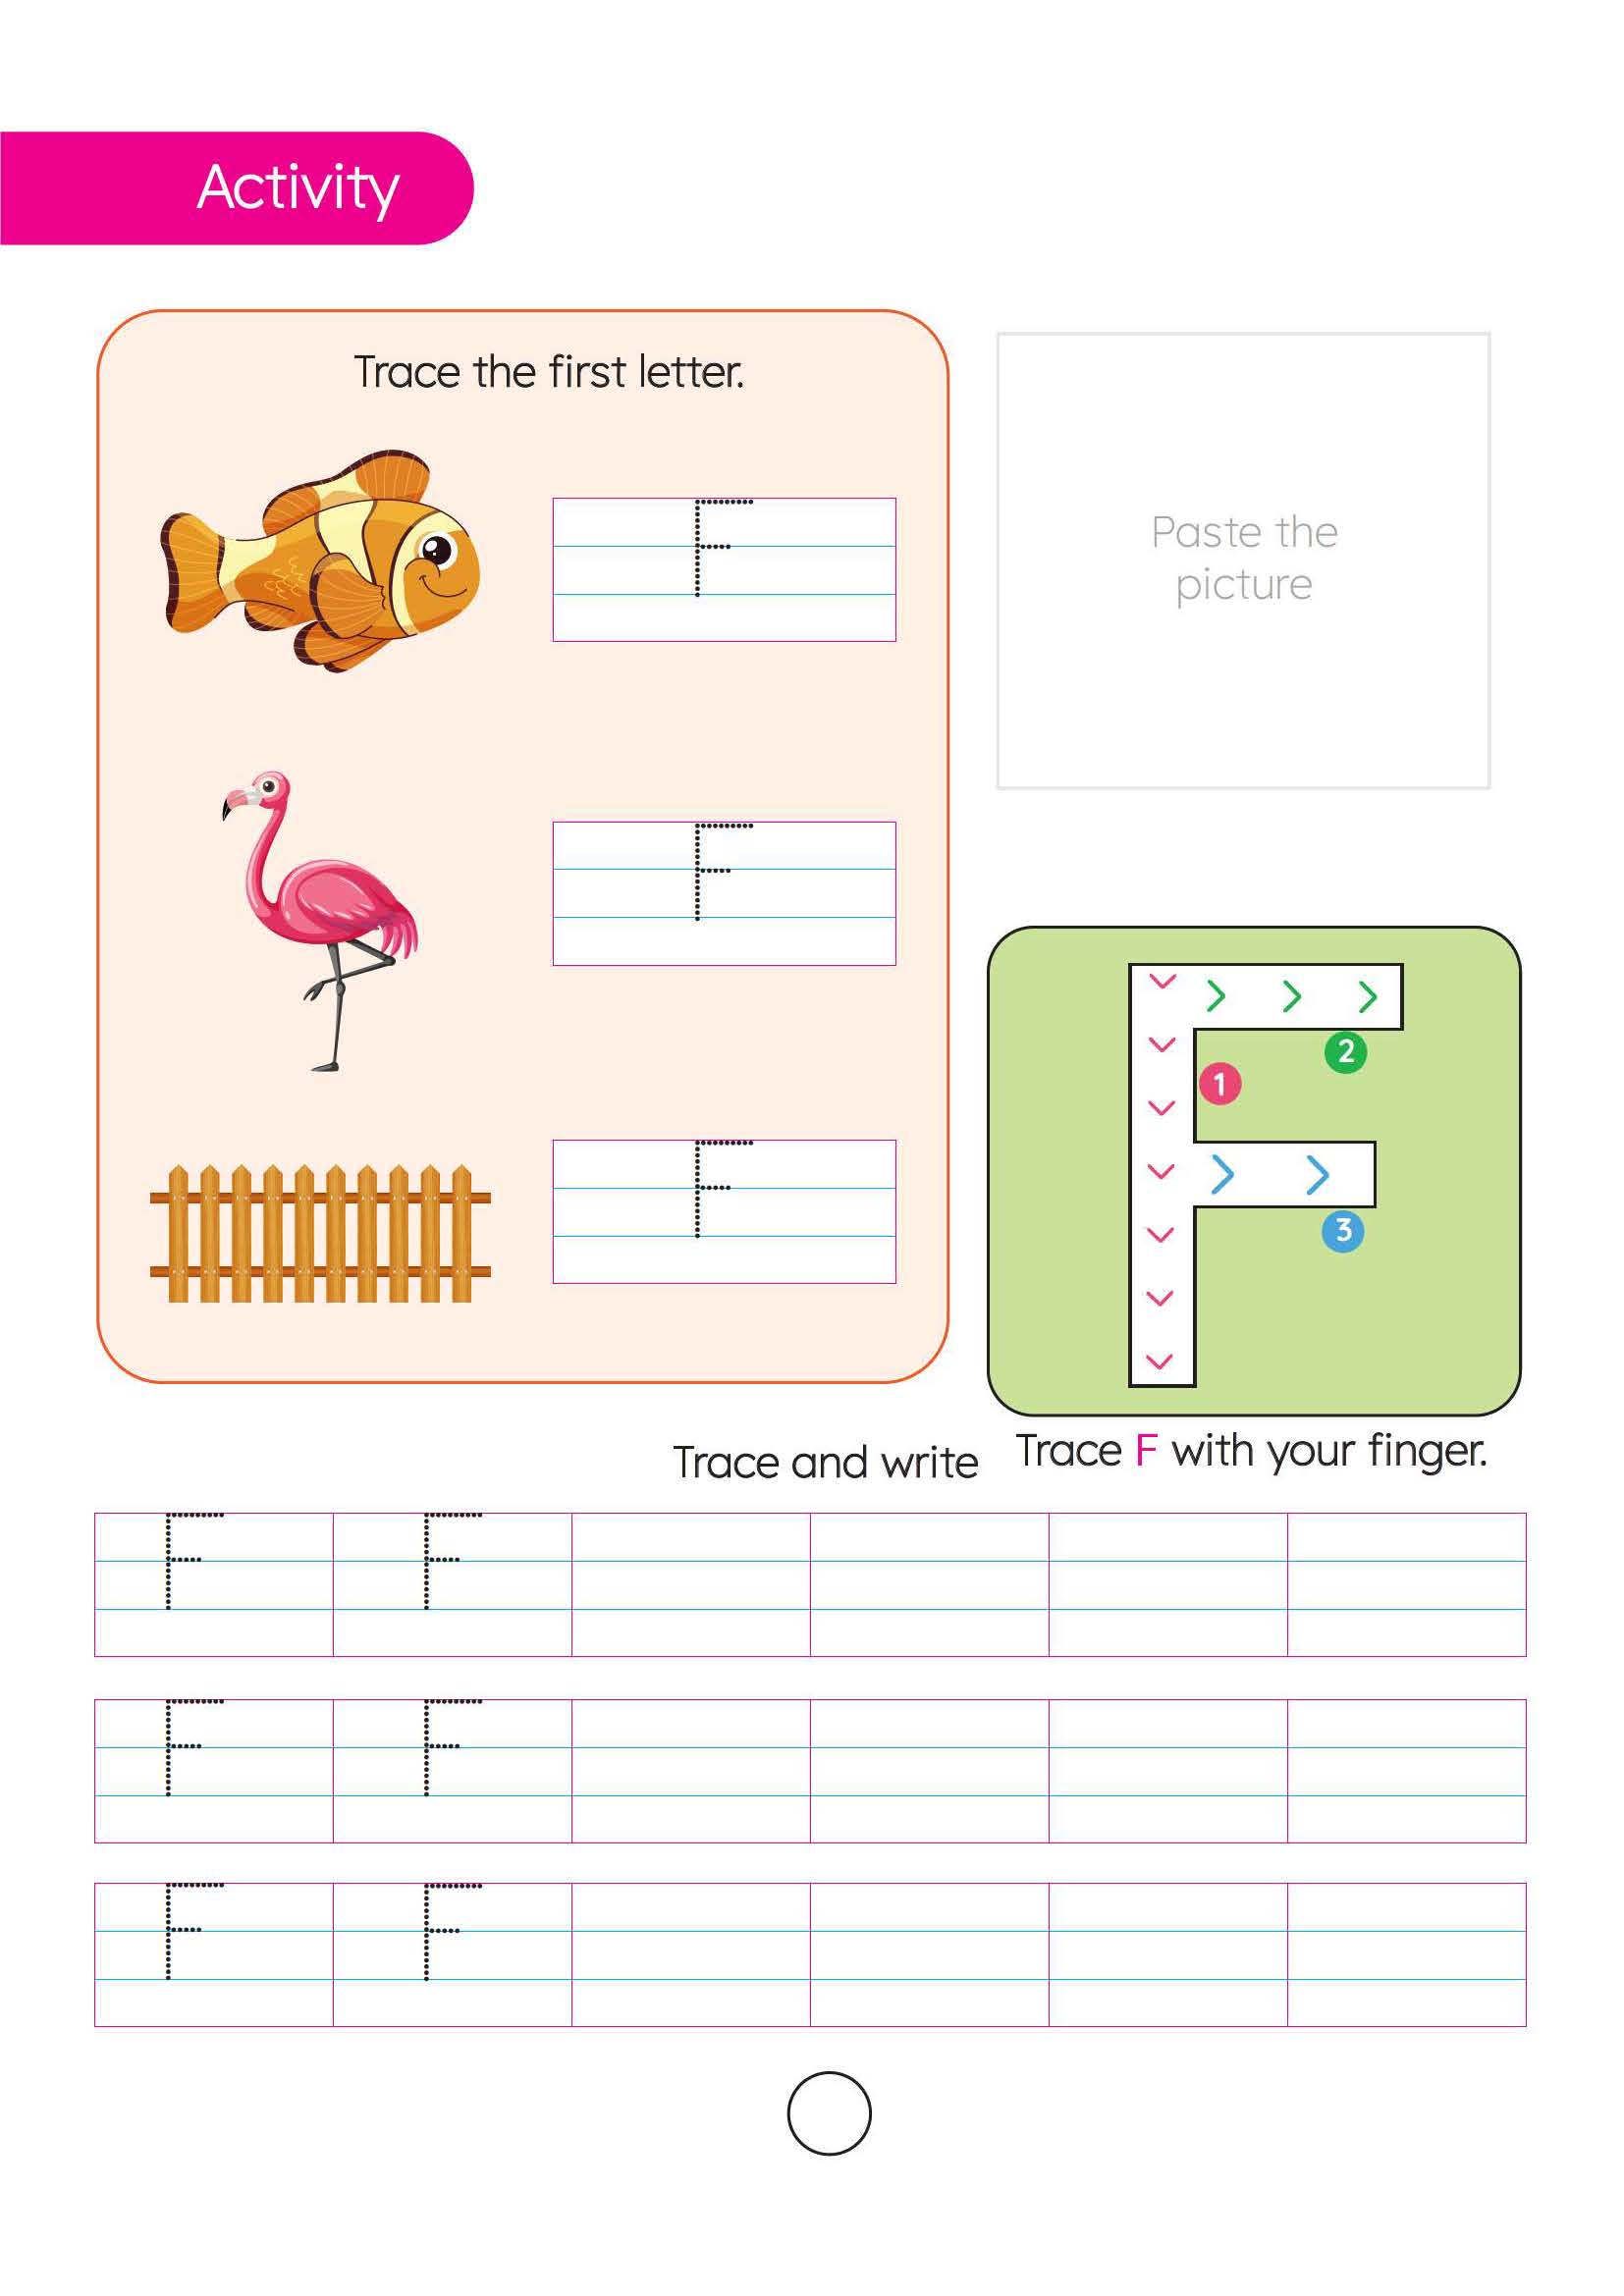 Activity
Trace the first letter.
F
F
F
Paste the
picture
1
2
3
Trace F with your finger.
Trace and write
F F
F F
F F